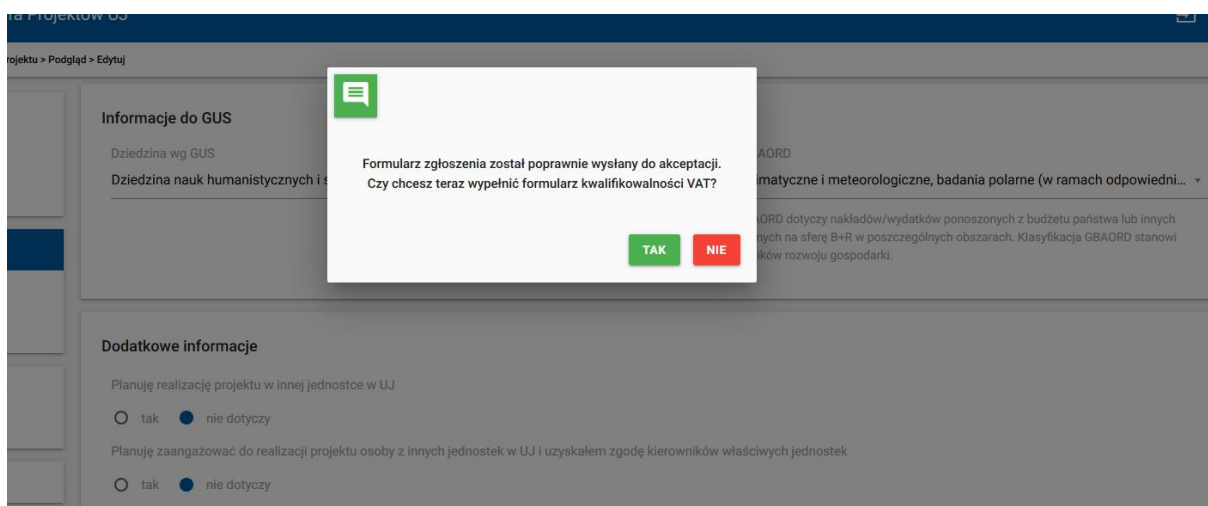 ra Projektów UJ
rojektu > Podgląd > Edytuj
Informacje do GUS
Dziedzina wg GUS
AORD
Dziedzina nauk humanistycznych i s
imatyczne i meteorologiczne, badania polarne (w ramach odpowiedni...
AORD dotyczy nakładów/wydatków ponoszonych z budżetu państwa lub innych
nych na sferę B+R w poszczególnych obszarach. Klasyfikacja GBAORD stanowi
ików rozwoju gospodarki.
Formularz zgłoszenia został poprawnie wysłany do akceptacji.
Czy chcesz teraz wypełnić formularz kwalifikowalności VAT?
TAK NIE
Dodatkowe informacje
Planuję realizację projektu w innej jednostce w UJ
tak nie dotyczy
Planuję zaangażować do realizacji projektu osoby z innych jednostek w UJ i uzyskałem zgodę kierowników właściwych jednostek
tak nie dotyczy